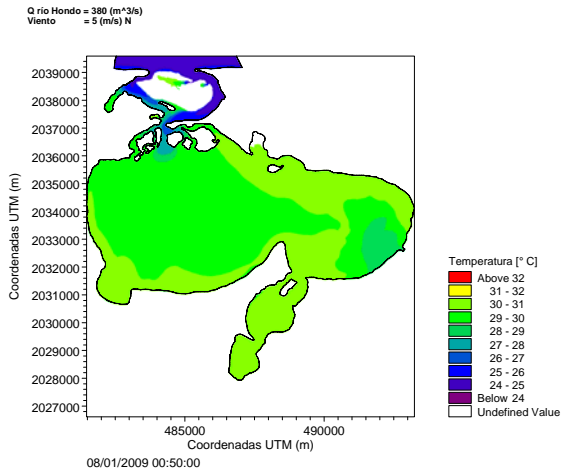 Q río Hondo = 380 (m^3/s)
Viento = 5 (m/s) N
2039000
2038000
2037000
2036000
2035000
2034000
2033000
2032000
2031000
2030000
2029000
2028000
2027000
Coordenadas UTM (m)
485000 490000
Coordenadas UTM (m)
08/01/2009 00:50:00
Temperatura [° C]
Above 32
31 - 32
30 - 31
29 - 30
28 - 29
27 - 28
26 - 27
25 - 26
24 - 25
Below 24
Undefined Value